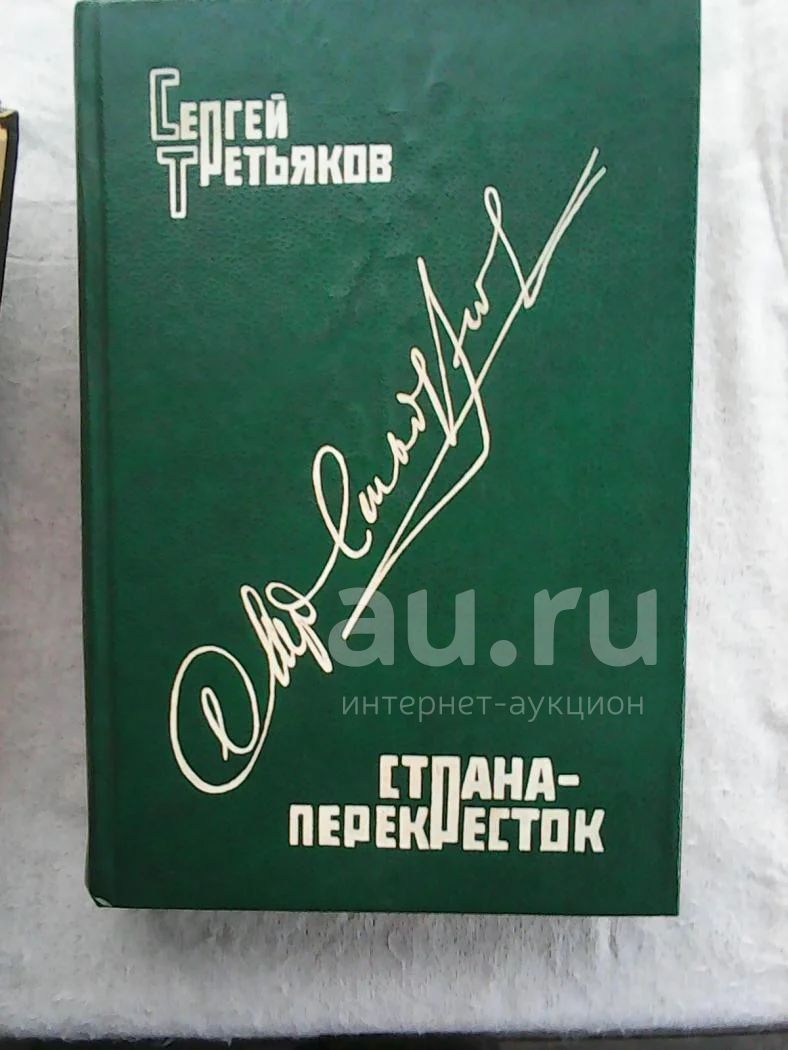 Сергей
Третьяков
au.ru
интернет-аукцион
СТРАНА-
ПЕРЕКРЕСТОК